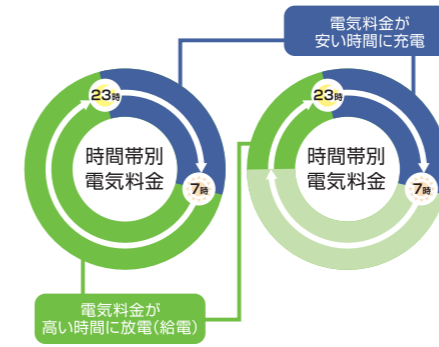 電気料金が
安い時間に充電
23時
時間帯別
電気料金
7時
23時
時間帯別
電気料金
7時
電気料金が
高い時間に放電(給電)